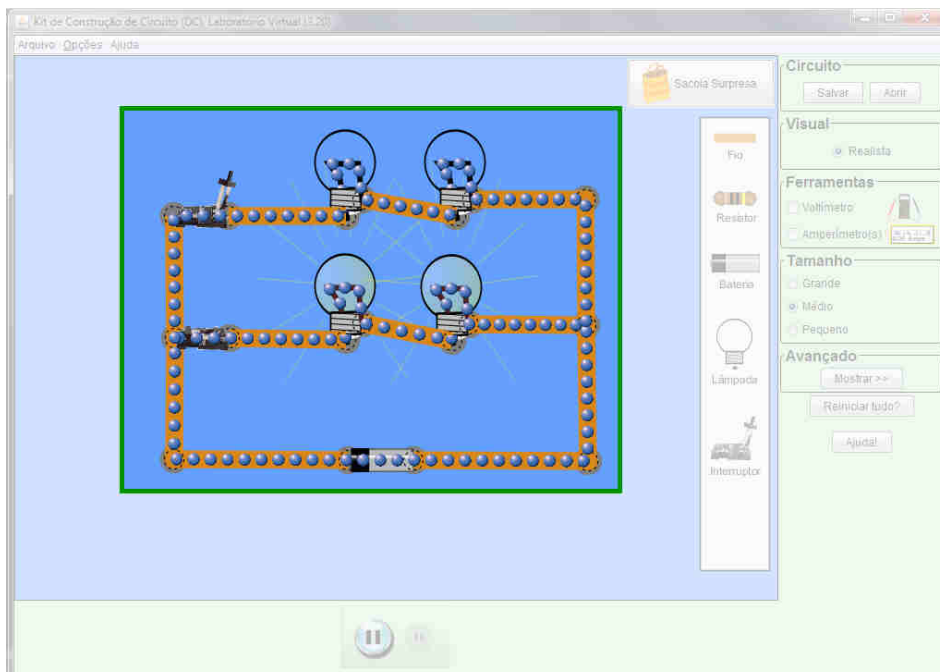 Kit de Construção de Circuito (DC), Laboratório Virtual (3.20)
Arquivo Opções Ajuda
Sacola Surpresa
Fio
Resistor
Bateria
Lâmpada
Interruptor
Circuito
Salvar Abrir
Visual
Realista
Ferramentas
Voltímetro
Amperímetro(s)
Tamanho
Grande
Médio
Pequeno
Avançado
Mostrar >>
Reiniciar tudo?
Ajuda!